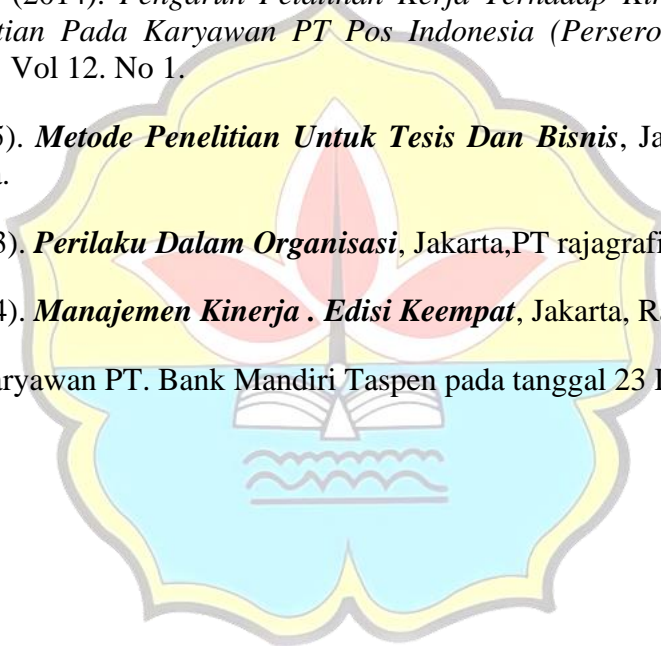 (2014). Pengaruh Pelatihan Kerja Terhadap Kin
tian Pada Karyawan PT Pos Indonesia (Persero
Vol 12. No 1.
5). Metode Penelitian Untuk Tesis Dan Bisnis, Ja
3). Perilaku Dalam Organisasi, Jakarta,PT rajagrafi
4). Manajemen Kinerja . Edisi Keempat, Jakarta, R
aryawan PT. Bank Mandiri Taspen pada tanggal 23